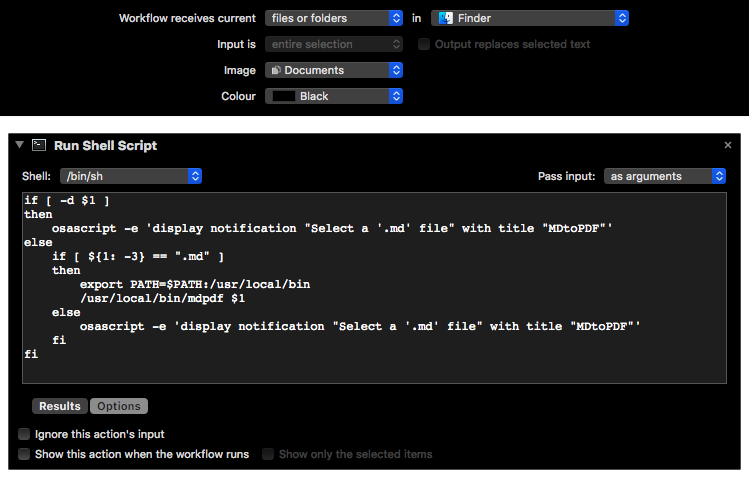 Workflow receives current files or folders in Finder
Input is entire selection Output replaces selected text
Image Documents
Colour Black
Run Shell Script ×
Shell: /bin/sh Pass input: as arguments
if [ -d $1 ]
then
    osascript -e 'display notification "Select a '.md' file" with title "MDtoPDF"'
else
    if [ ${1: -3} == ".md" ]
    then
        export PATH=$PATH:/usr/local/bin
        /usr/local/bin/mdpdf $1
    else
        osascript -e 'display notification "Select a '.md' file" with title "MDtoPDF"'
    fi
fi
Results Options
Ignore this action's input
Show this action when the workflow runs Show only the selected items